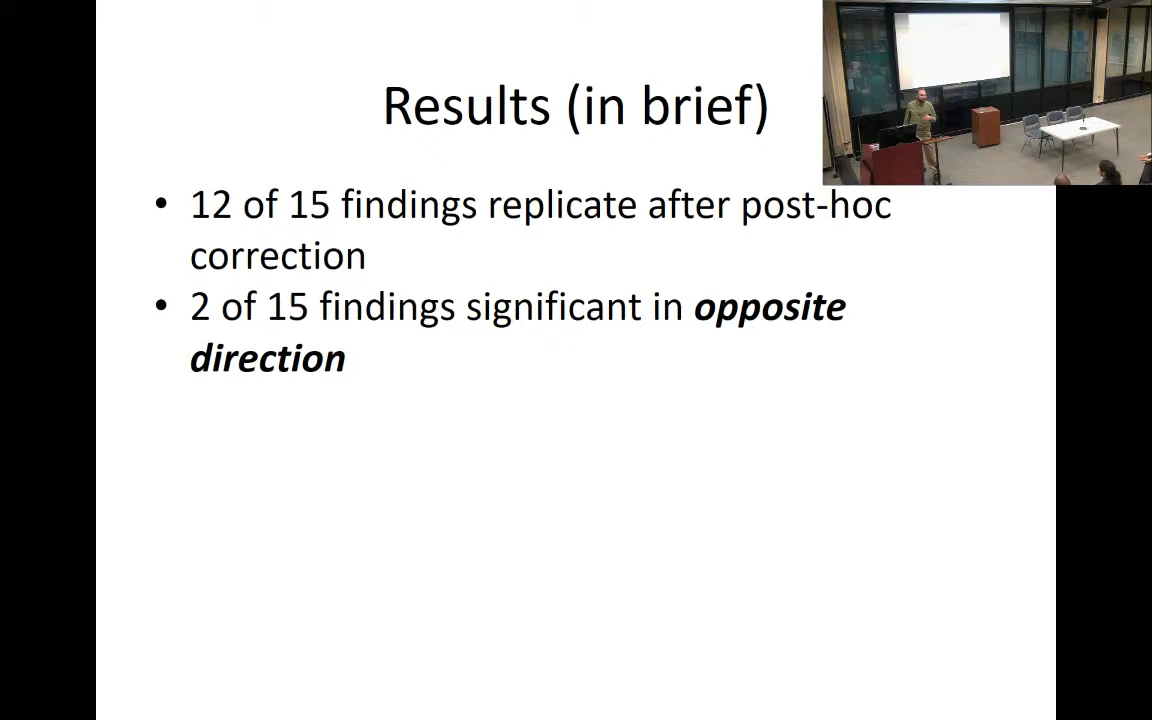 Results (in brief)
• 12 of 15 findings replicate after post-hoc
correction
• 2 of 15 findings significant in opposite
direction